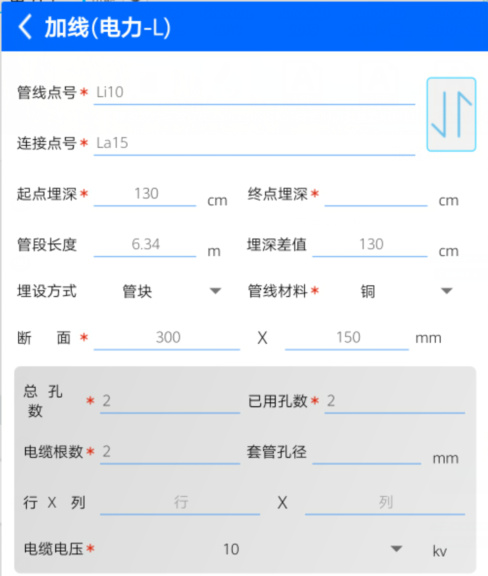 加线(电力-L)
管线点号* Li10
连接点号* La15
起点埋深* 130 cm 终点埋深* cm
管段长度 6.34 m 埋深差值 130 cm
埋设方式 管块 管线材料* 铜
断 面* 300 X 150 mm
总 孔
数 * 2 已用孔数* 2
电缆根数* 2 套管孔径 mm
行 X 列 行 X 列
电缆电压* 10 kv